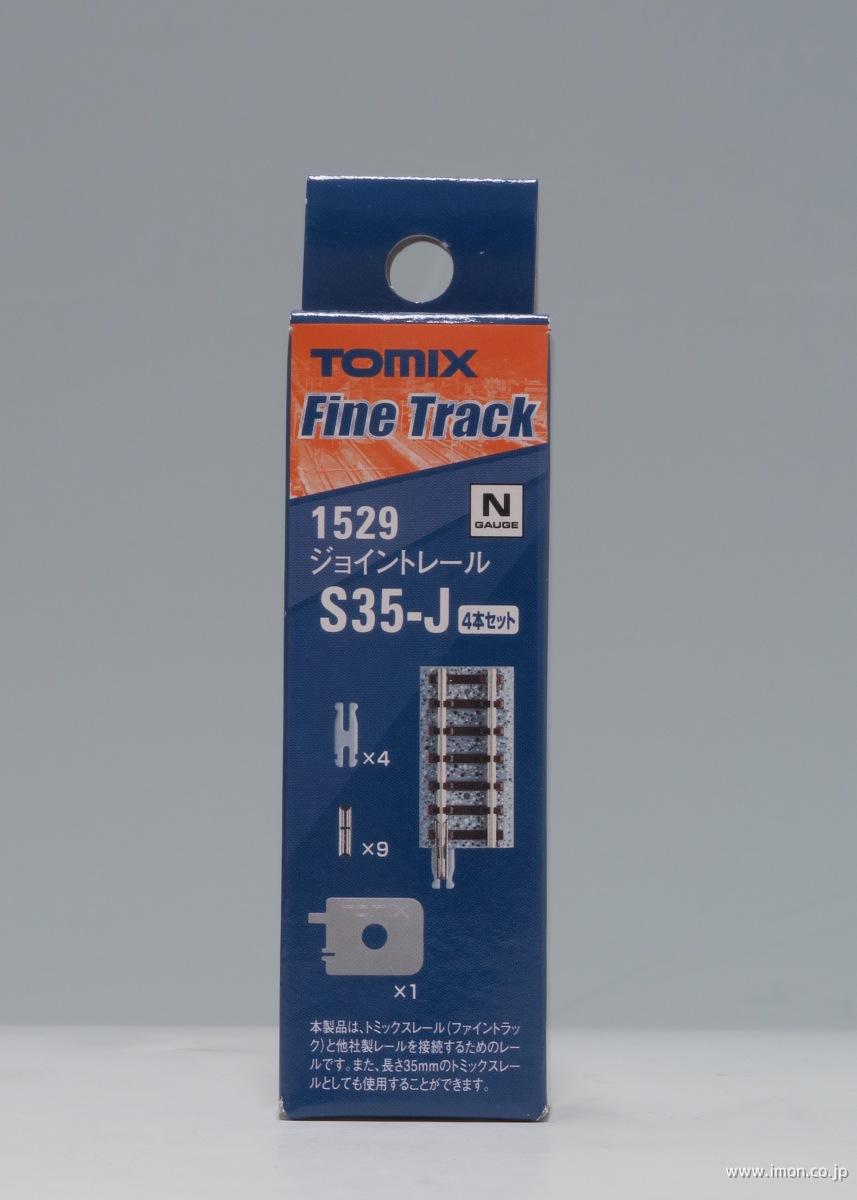 TOMIX
Fine Track
N
GAUGE
1529
ジョイントレール
S35-J 4本セット
×4
×9
TOMIX
×1
本製品は、トミックスレール(ファイントラッ
ク)と他社製レールを接続するためのレー
ルです。また、長さ35mmのトミックスレー
ルとしても使用することができます。
www.imon.co.jp